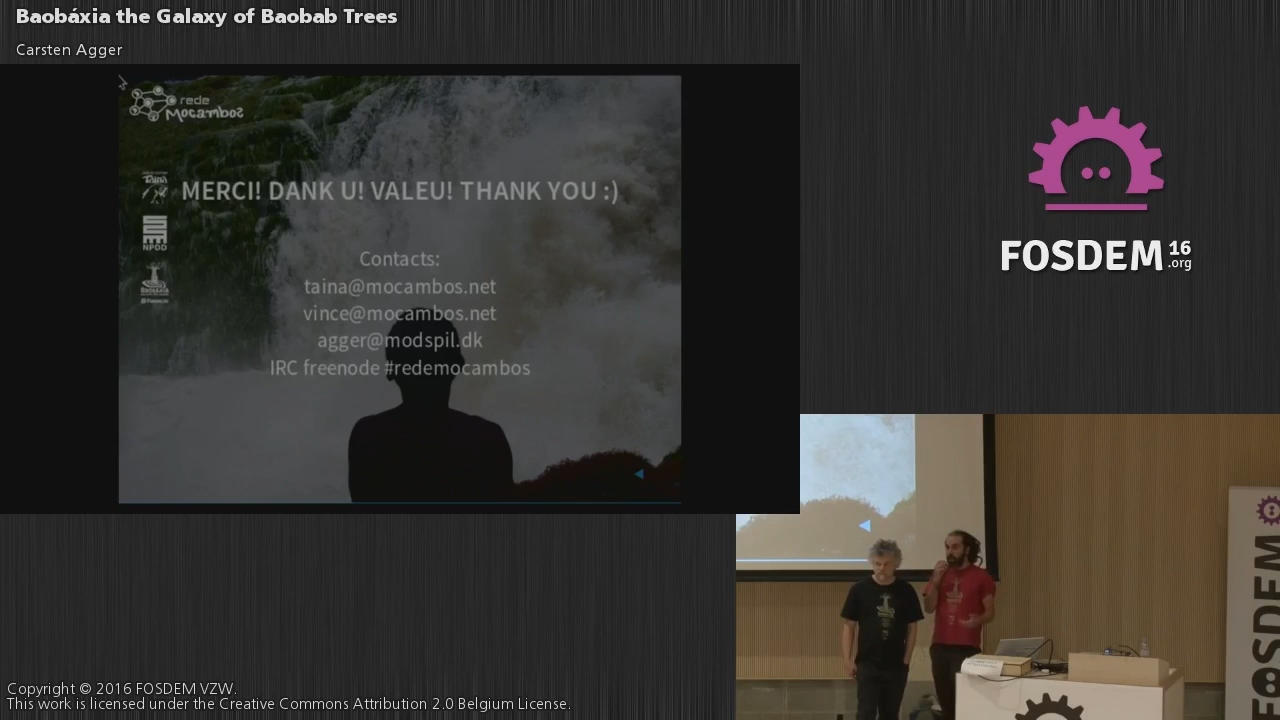 Baobáxia the Galaxy of Baobab Trees
Carsten Agger
rede
Mocambos
MERCI! DANK U! VALEU! THANK YOU :)
NPDD
Contacts:
taina@mocambos.net
vince@mocambos.net
agger@modspil.dk
IRC freenode #redemocambos
FOSDEM 16
.org
FOSDEM
Copyright © 2016 FOSDEM VZW.
This work is licensed under the Creative Commons Attribution 2.0 Belgium License.